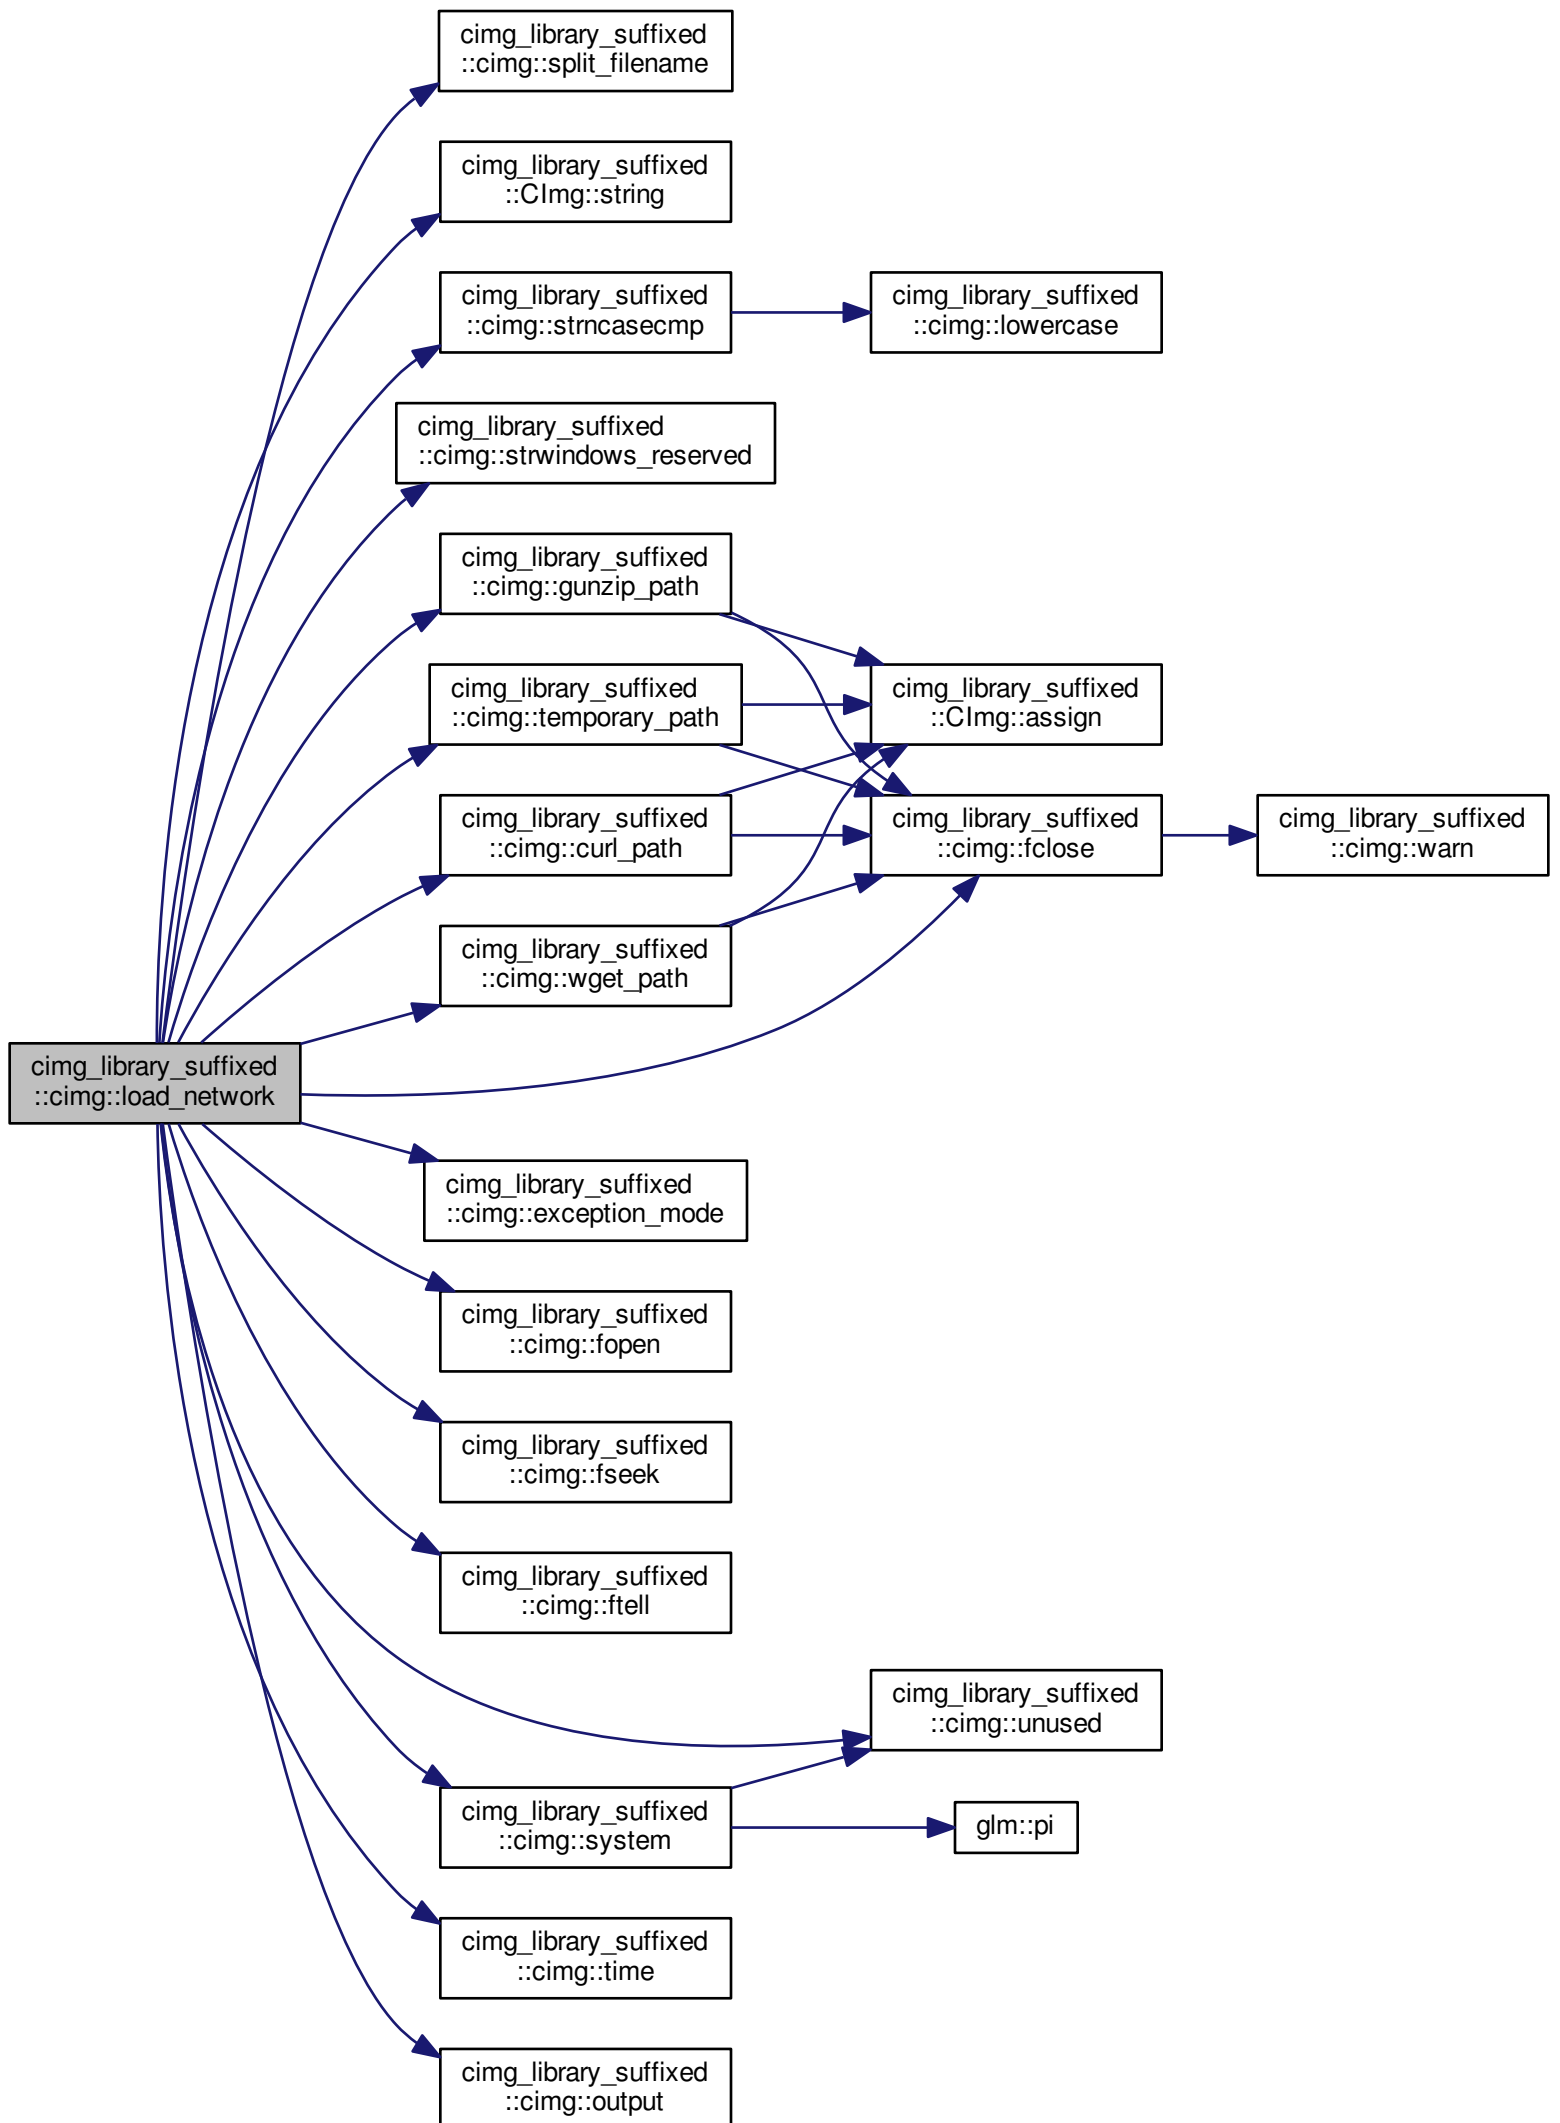 cimg_library_suffixed
::cimg::split_filename
cimg_library_suffixed
::CImg::string
cimg_library_suffixed
::cimg::strncasecmp
cimg_library_suffixed
::cimg::lowercase
cimg_library_suffixed
::cimg::strwindows_reserved
cimg_library_suffixed
::cimg::gunzip_path
cimg_library_suffixed
::cimg::temporary_path
cimg_library_suffixed
::CImg::assign
cimg_library_suffixed
::cimg::curl_path
cimg_library_suffixed
::cimg::fclose
cimg_library_suffixed
::cimg::warn
cimg_library_suffixed
::cimg::wget_path
cimg_library_suffixed
::cimg::load_network
cimg_library_suffixed
::cimg::exception_mode
cimg_library_suffixed
::cimg::fopen
cimg_library_suffixed
::cimg::fseek
cimg_library_suffixed
::cimg::ftell
cimg_library_suffixed
::cimg::unused
cimg_library_suffixed
::cimg::system
glm::pi
cimg_library_suffixed
::cimg::time
cimg_library_suffixed
::cimg::output